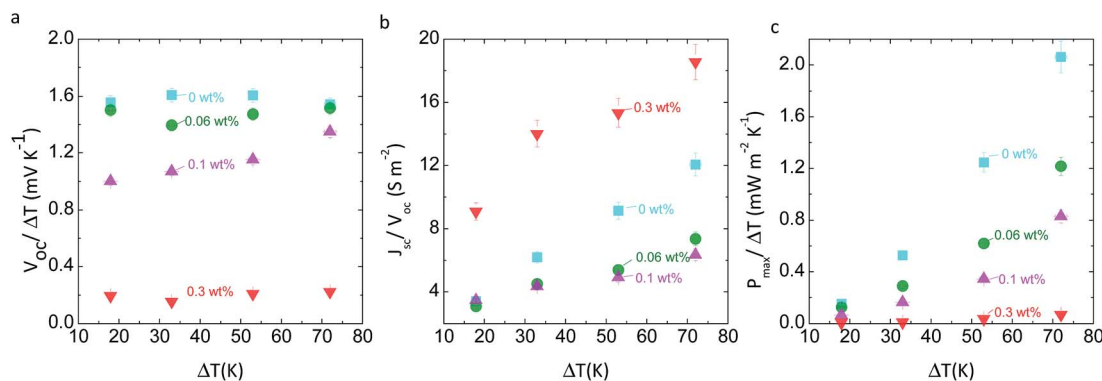 a
2.0
1.6
1.2
0.8
0.4
0.0
V_OC / ΔT (mV K⁻¹)
0 wt%
0.06 wt%
0.1 wt%
0.3 wt%
10 20 30 40 50 60 70 80
ΔT(K)
b
20
16
12
8
4
J_sc / V_oc (S m⁻²)
0.3 wt%
0 wt%
0.06 wt%
0.1 wt%
10 20 30 40 50 60 70 80
ΔT(K)
c
2.0
1.6
1.2
0.8
0.4
0.0
P_max / ΔT (mW m⁻² K⁻¹)
0 wt%
0.06 wt%
0.1 wt%
0.3 wt%
10 20 30 40 50 60 70 80
ΔT(K)